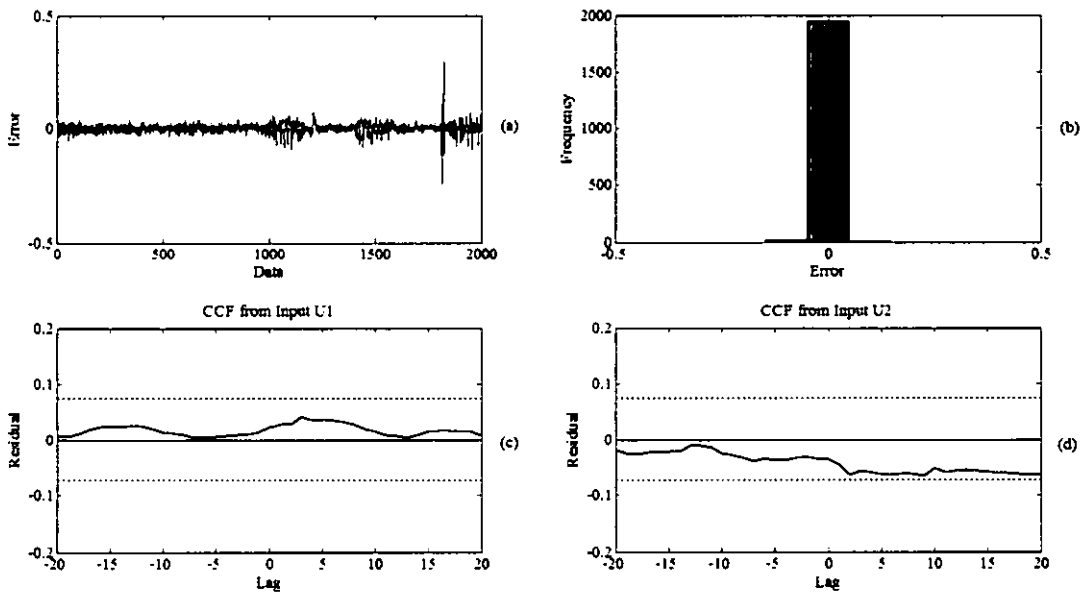 0.5
0
-0.5
Error
0 500 1000 1500 2000
Data
(a)
2000
1500
1000
500
0
Frequency
-0.5 0 0.5
Error
(b)
CCF from Input U1
0.2
0.1
0
-0.1
-0.2
Residual
-20 -15 -10 -5 0 5 10 15 20
Lag
(c)
CCF from Input U2
0.2
0.1
0
-0.1
-0.2
Residual
-20 -15 -10 -5 0 5 10 15 20
Lag
(d)